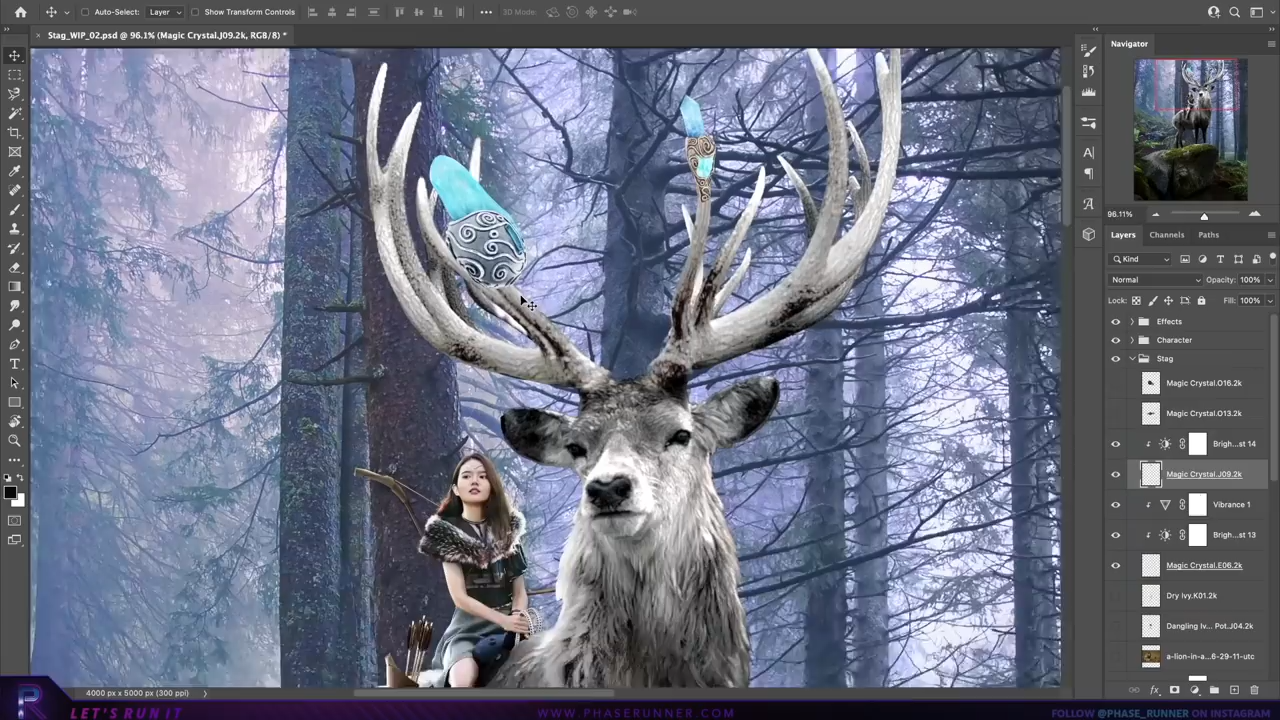 Auto-Select:
Layer
Show Transform Controls
3D Mode:
Stag_WIP_02.psd @ 96.1% (Magic Crystal.J09.2k, RGB/8) *
Navigator
96.11%
Layers
Channels
Paths
Kind
Normal
Opacity: 100%
Lock:
Fill: 100%
Effects
Character
Stag
Magic Crystal.O16.2k
Magic Crystal.O13.2k
Brigh...st 14
Magic Crystal.J09.2k
Vibrance 1
Brigh...st 13
Magic Crystal.E06.2k
Dry Ivy.K01.2k
Dangling Iv... Pot.J04.2k
a-lion-in-a...6-29-11-utc
4000 px x 5000 px (300 ppi)
LET'S RUN IT
WWW.PHASERUNNER.COM
FOLLOW @PHASE_RUNNER ON INSTAGRAM